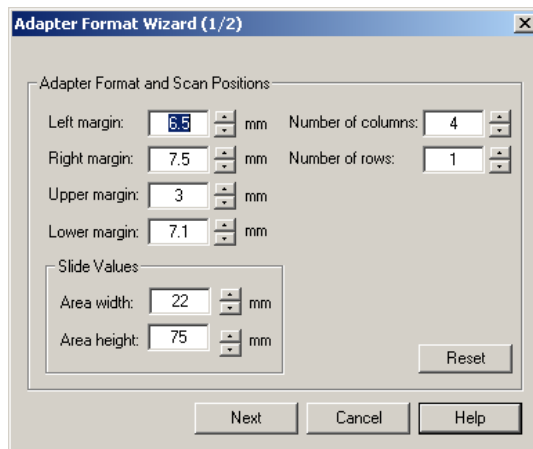 Adapter Format Wizard (1/2)
Adapter Format and Scan Positions
Left margin: 6.5 mm Number of columns: 4
Right margin: 7.5 mm Number of rows: 1
Upper margin: 3 mm
Lower margin: 7.1 mm
Slide Values
Area width: 22 mm
Area height: 75 mm
Reset
Next Cancel Help